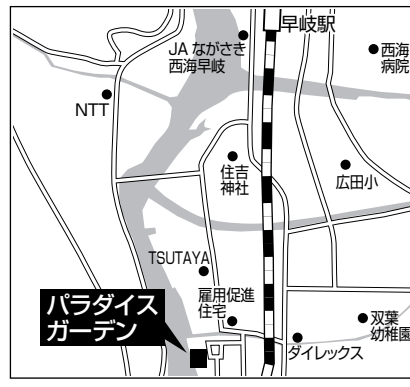 早岐駅
JAながさき
西海早岐
西海
病院
NTT
住吉
神社
広田小
TSUTAYA
雇用促進
住宅
パラダイス
ガーデン
双葉
幼稚園
ダイレックス